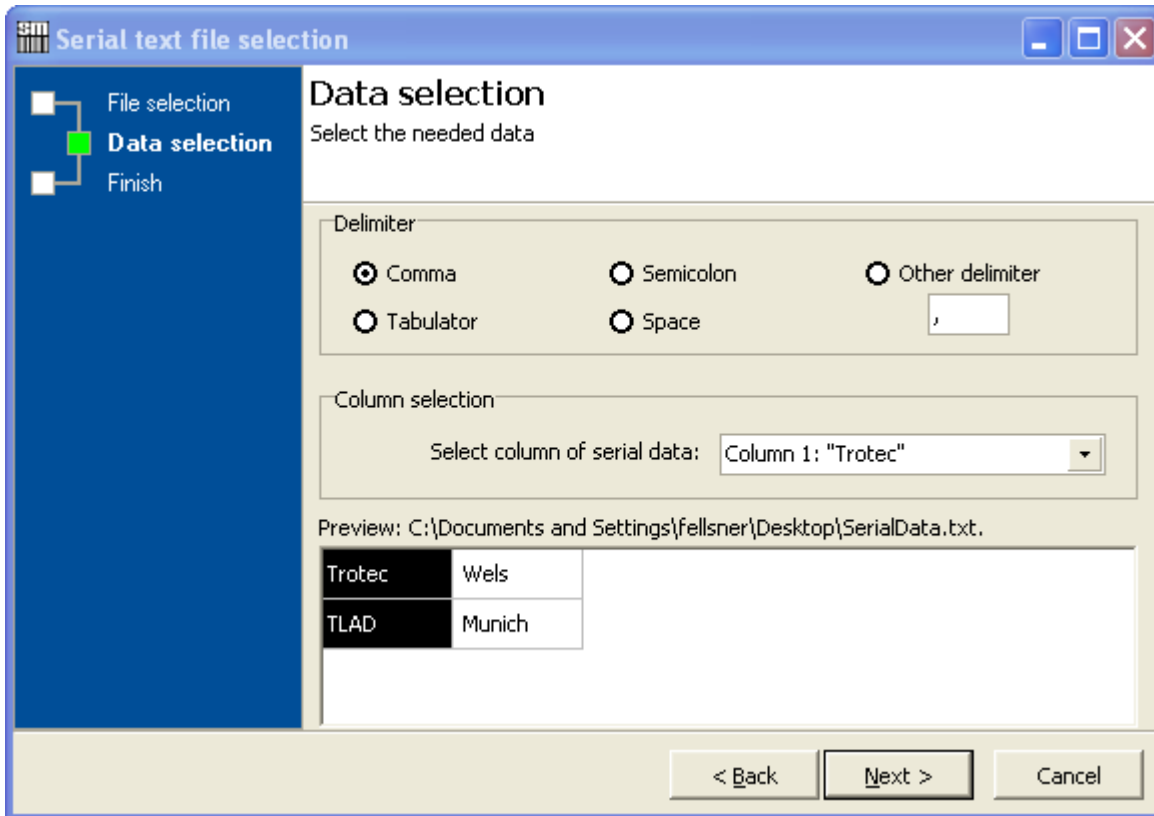 sm
Serial text file selection
File selection
Data selection
Finish
Data selection
Select the needed data
Delimiter
Comma
Semicolon
Other delimiter
Tabulator
Space
,
Column selection
Select column of serial data:
Column 1: "Trotec"
Preview: C:\Documents and Settings\fellsner\Desktop\SerialData.txt.
Trotec Wels
TLAD Munich
< Back
Next >
Cancel